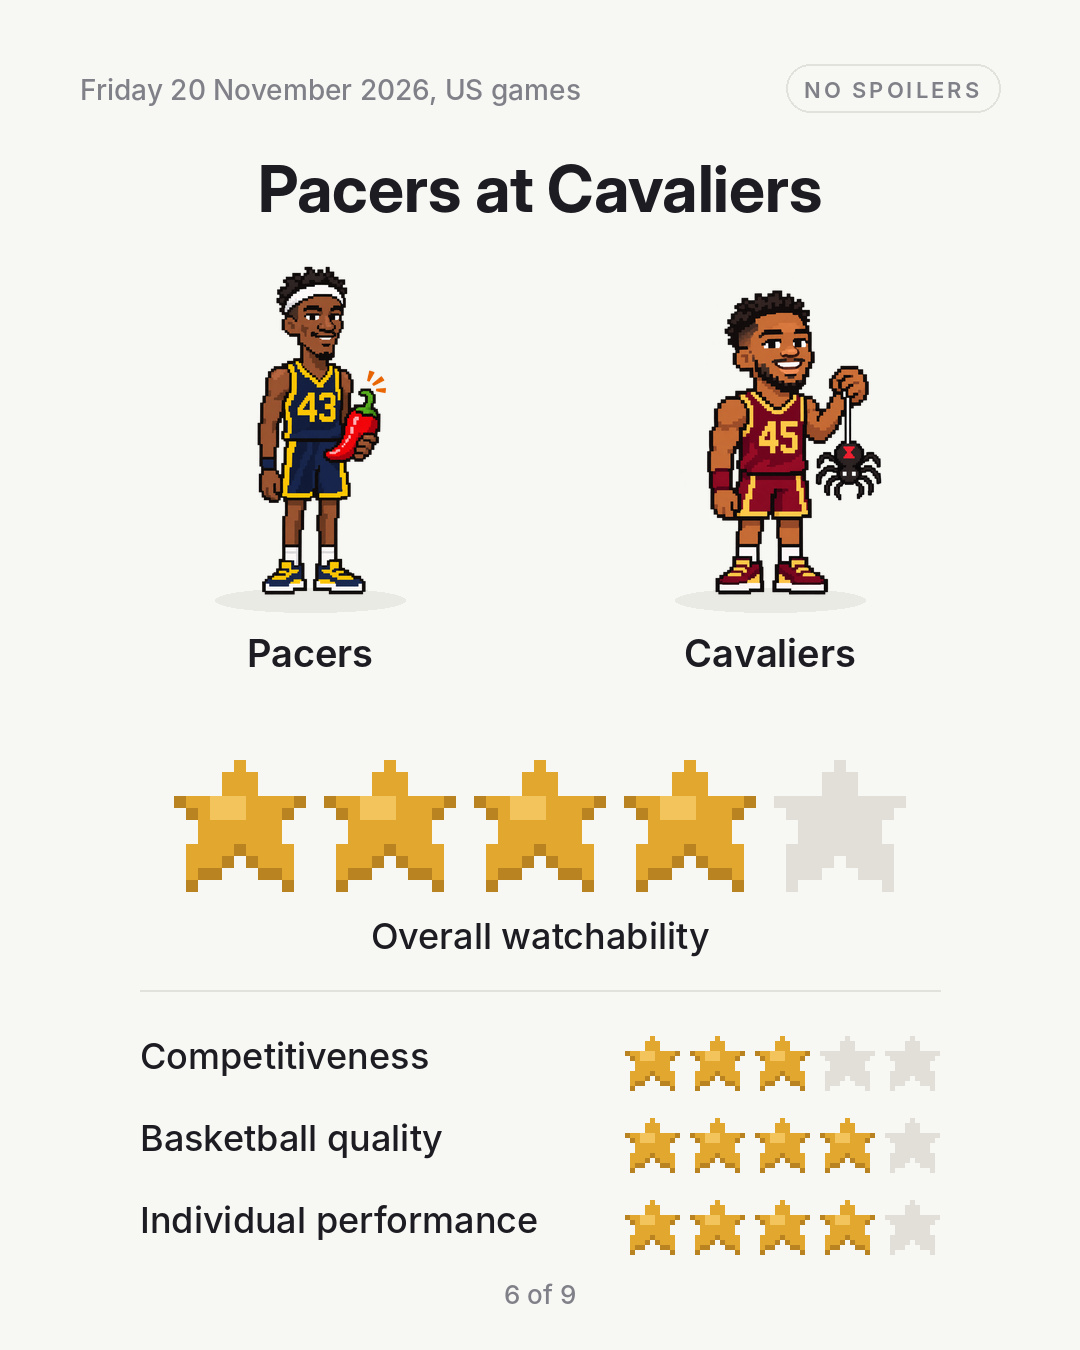 Friday 20 November 2026, US games
NO SPOILERS
Pacers at Cavaliers
43
45
Pacers
Cavaliers
Overall watchability
Competitiveness
Basketball quality
Individual performance
6 of 9